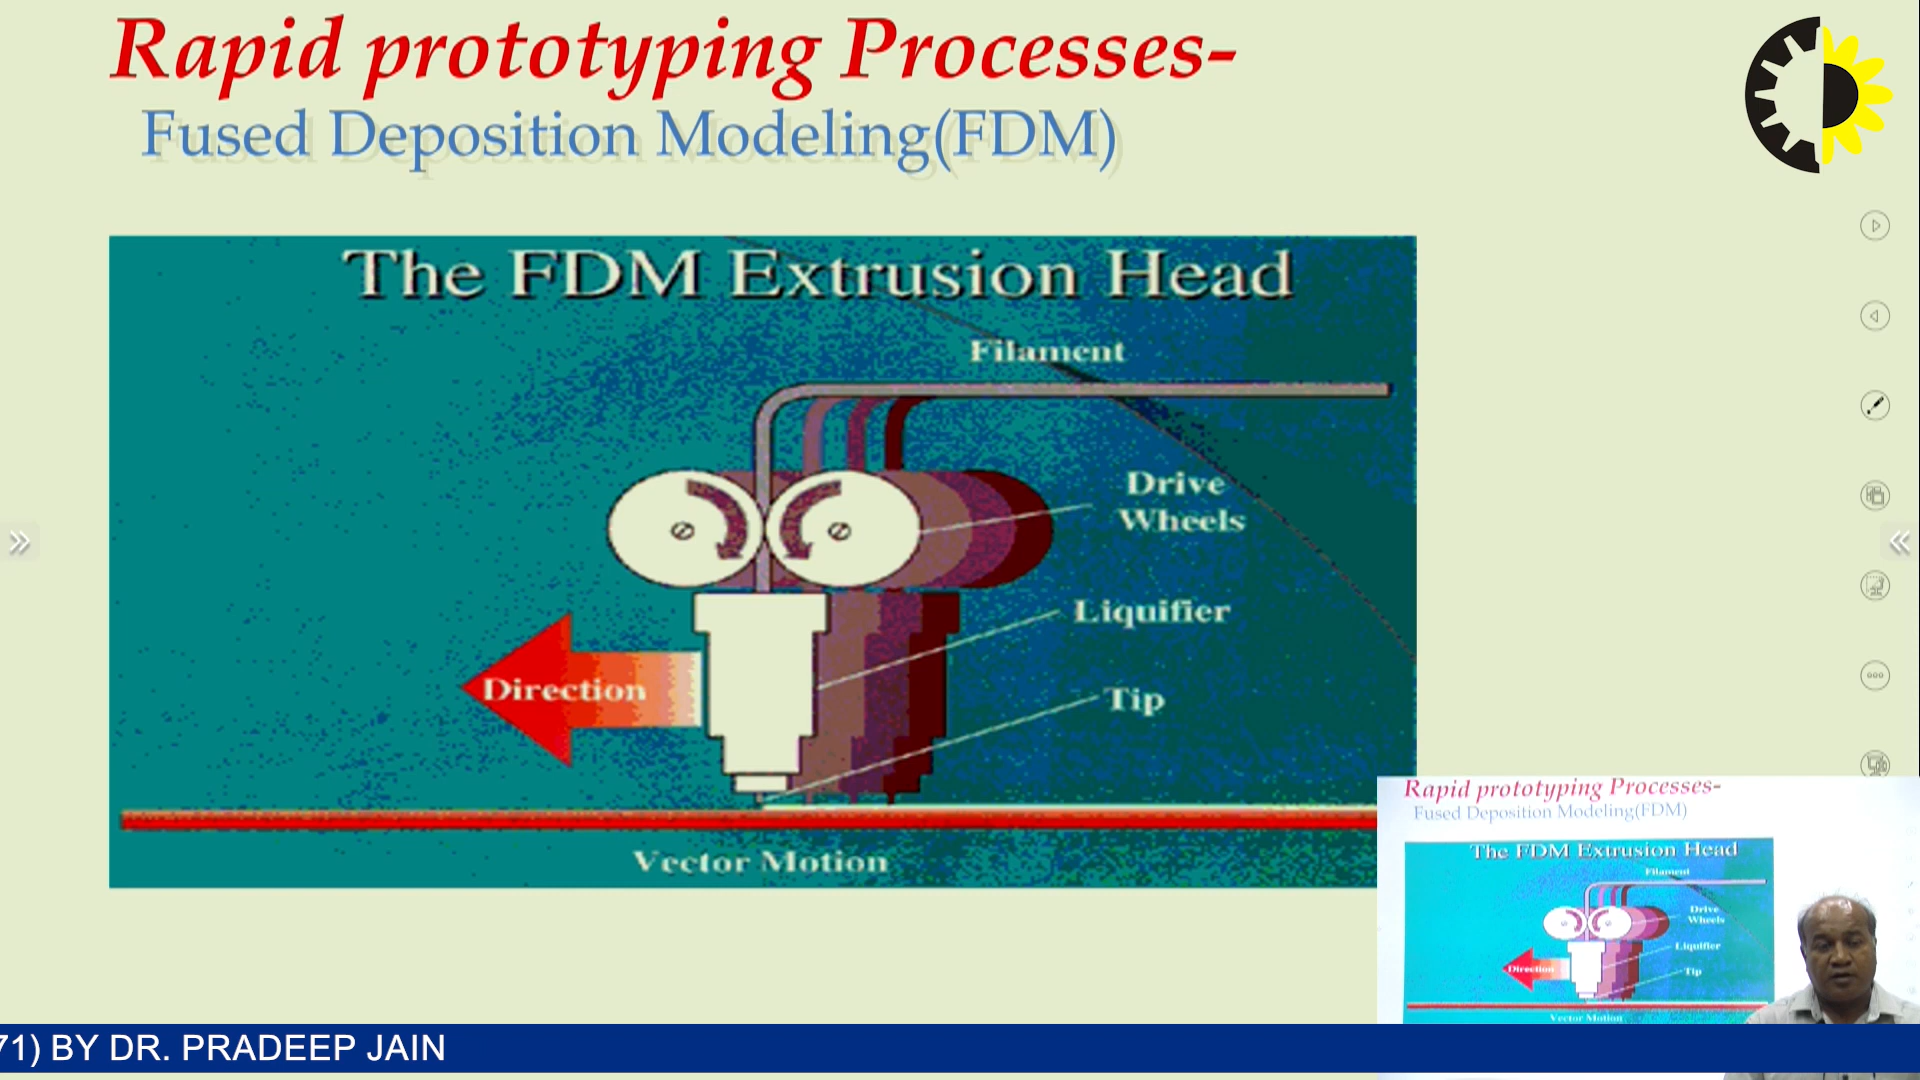 Rapid prototyping Processes-
Fused Deposition Modeling(FDM)
The FDM Extrusion Head
Filament
Drive
Wheels
Liquifier
Direction
Tip
Vector Motion
Rapid prototyping Processes-
Fused Deposition Modeling(FDM)
The FDM Extrusion Head
Filament
Drive
Wheels
Liquifier
Direction
Tip
Vector Motion
71) BY DR. PRADEEP JAIN